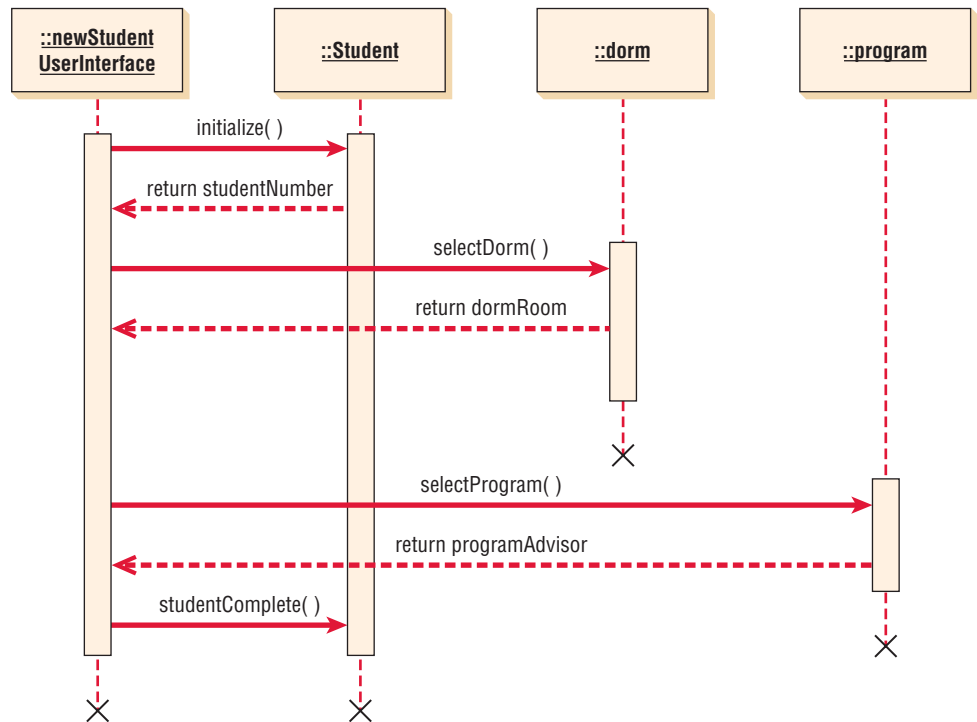 ::newStudent
UserInterface
::Student
::dorm
::program
initialize( )
return studentNumber
selectDorm( )
return dormRoom
selectProgram( )
return programAdvisor
studentComplete( )